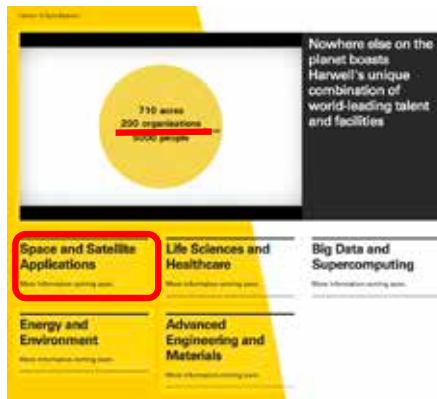 Nowhere else on the
planet boasts
Harwell's unique
combination of
world-leading talent
and facilities
710 acres
200 organisations
5000 people
Space and Satellite
Applications
More information coming soon.
Life Sciences and
Healthcare
More information coming soon.
Big Data and
Supercomputing
More information coming soon.
Energy and
Environment
More information coming soon.
Advanced
Engineering and
Materials
More information coming soon.